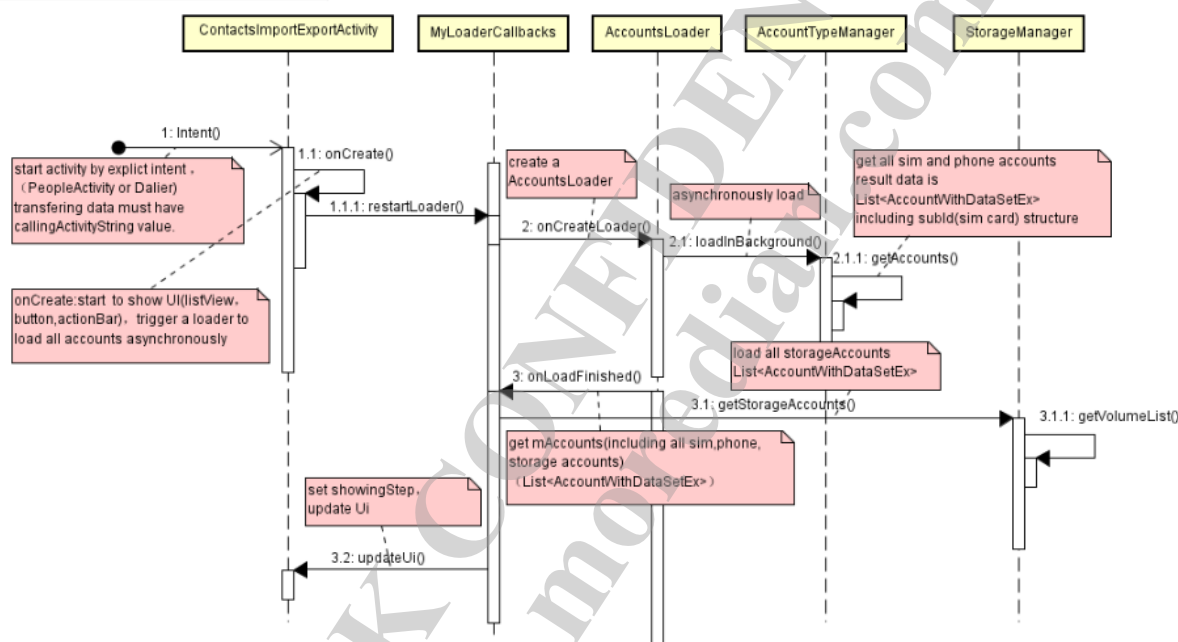 ContactsImportExportActivity
MyLoaderCallbacks
AccountsLoader
AccountTypeManager
StorageManager
1: Intent()
start activity by explict intent ,
（PeopleActivity or Dalier)
transfering data must have
callingActivityString value.
1.1: onCreate()
1.1.1: restartLoader()
create a
AccountsLoader
2: onCreateLoader()
asynchronously load
2.1: loadInBackground()
get all sim and phone accounts
result data is
List<AccountWithDataSetEx>
including subId(sim card) structure
2.1.1: getAccounts()
onCreate:start to show UI(listView，
button,actionBar)，trigger a loader to
load all accounts asynchronously
load all storageAccounts
List<AccountWithDataSetEx>
3: onLoadFinished()
3.1: getStorageAccounts()
3.1.1: getVolumeList()
get mAccounts(including all sim,phone,
storage accounts)
（List<AccountWithDataSetEx>）
set showingStep，
update Ui
3.2: updateUi()
K CONFIDEN
moredian.com